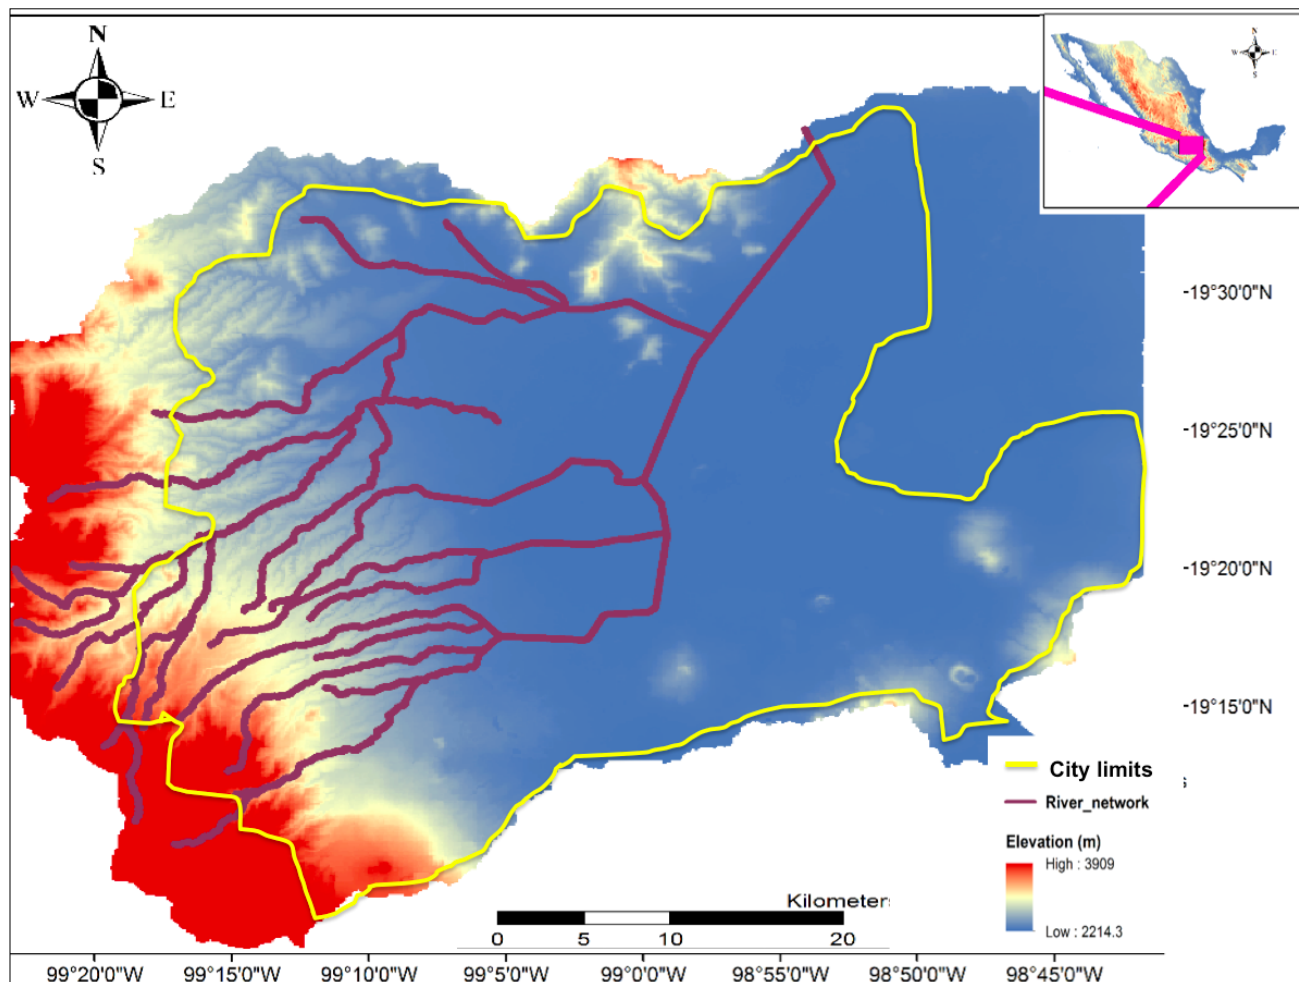 N
W E
S
N
W E
S
19°30'0"N
19°25'0"N
19°20'0"N
19°15'0"N
City limits
River_network
Elevation (m)
High : 3909
Low : 2214.3
Kilometer
0 5 10 20
99°20'0"W 99°15'0"W 99°10'0"W 99°5'0"W 99°0'0"W 98°55'0"W 98°50'0"W 98°45'0"W